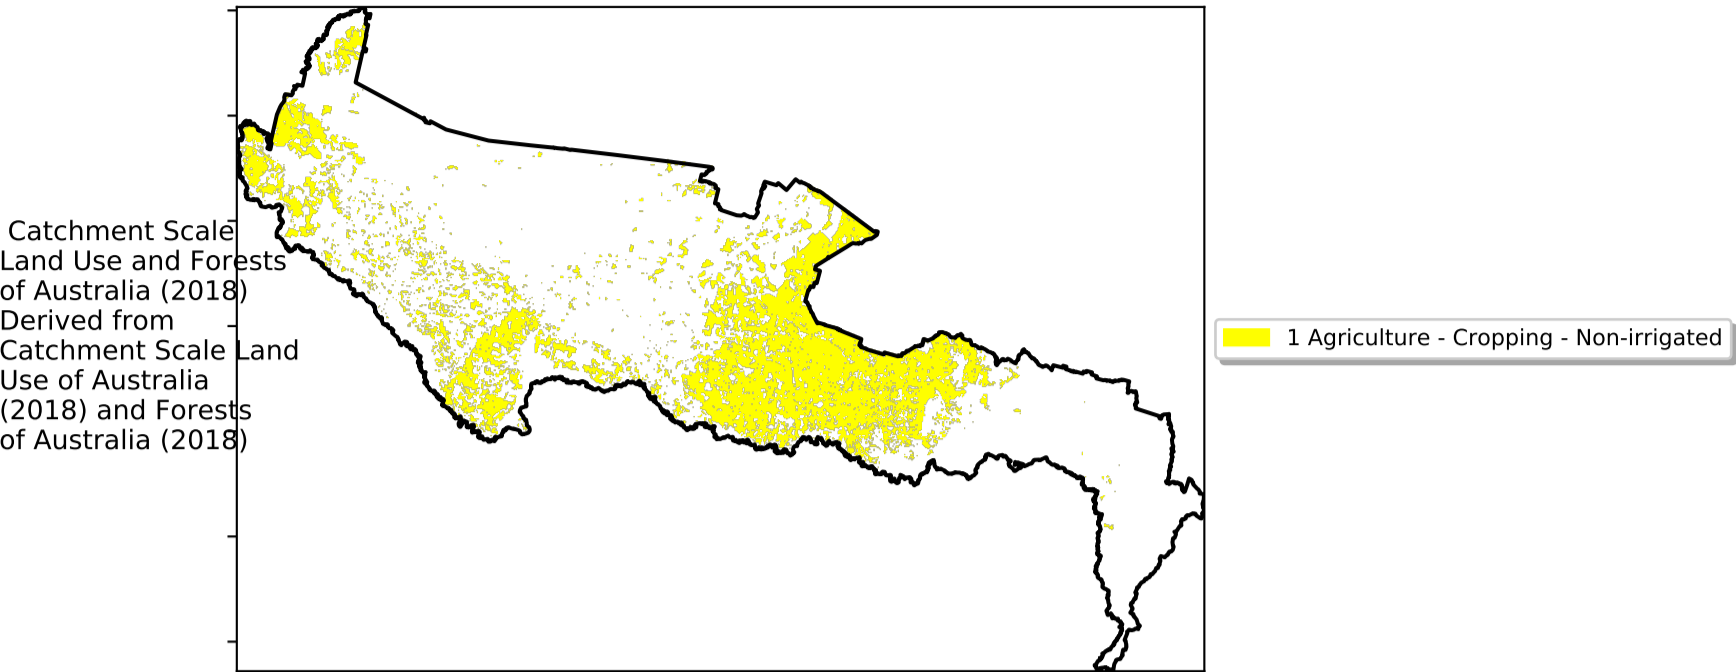 Catchment Scale
Land Use and Forests
of Australia (2018)
Derived from
Catchment Scale Land
Use of Australia
(2018) and Forests
of Australia (2018)
1 Agriculture - Cropping - Non-irrigated